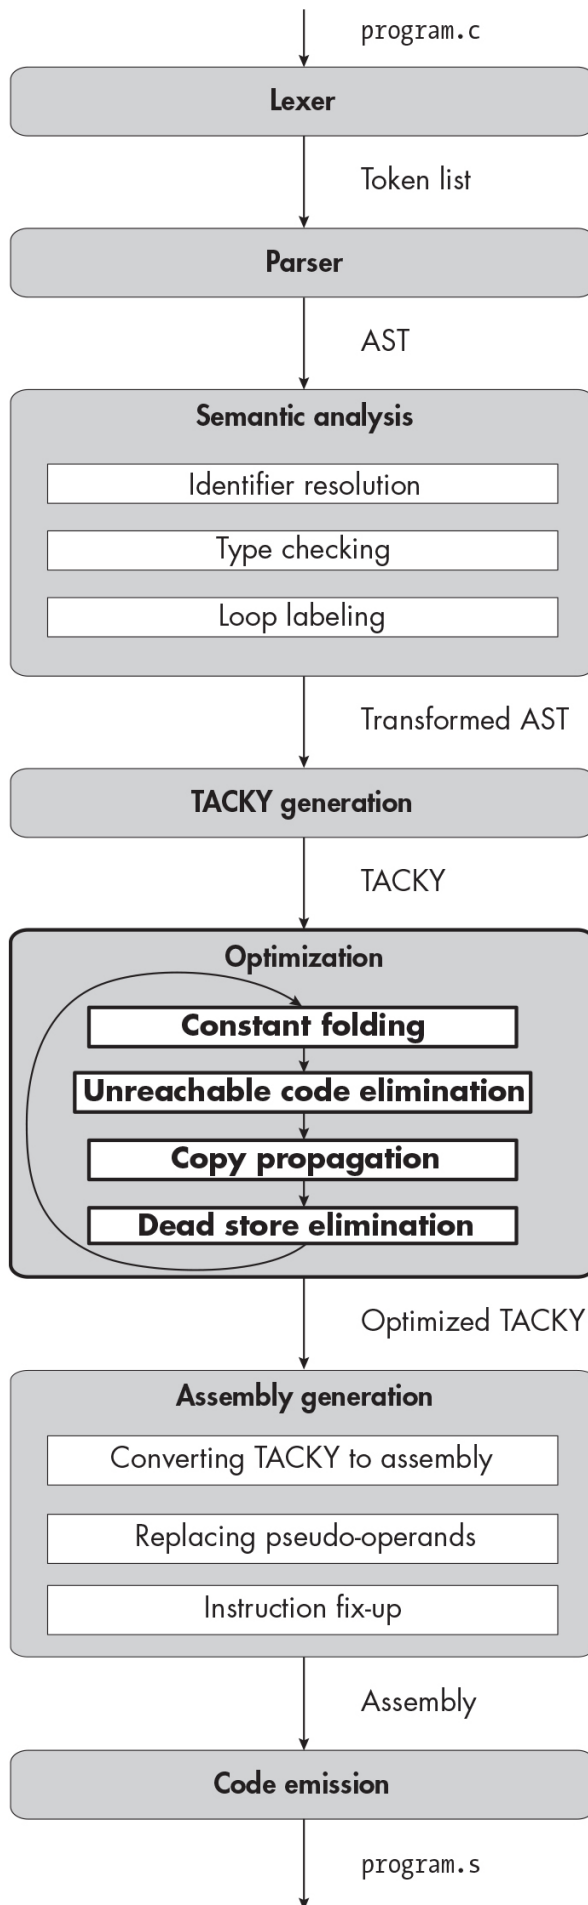 program.c
Lexer
Token list
Parser
AST
Semantic analysis
Identifier resolution
Type checking
Loop labeling
Transformed AST
TACKY generation
TACKY
Optimization
Constant folding
Unreachable code elimination
Copy propagation
Dead store elimination
Optimized TACKY
Assembly generation
Converting TACKY to assembly
Replacing pseudo-operands
Instruction fix-up
Assembly
Code emission
program.s